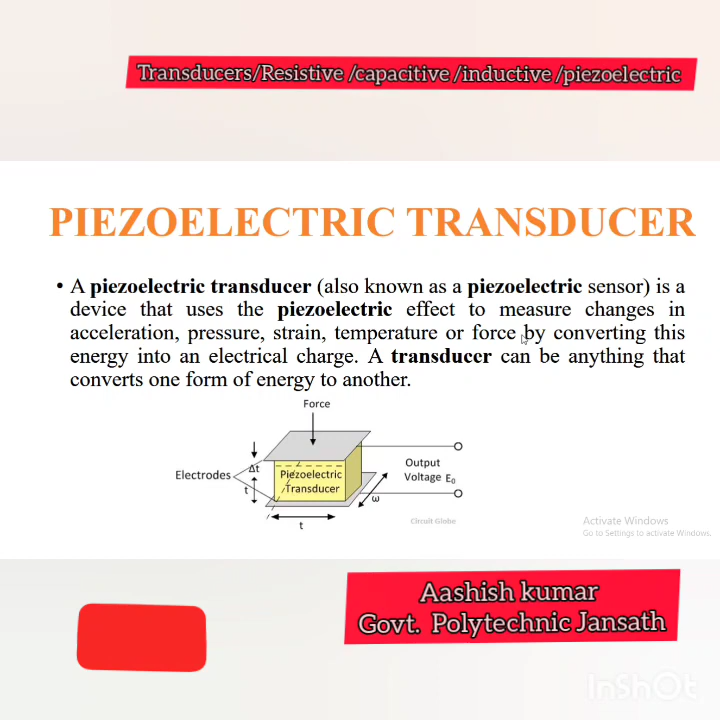 Transducers/Resistive /capacitive /inductive /piezoelectric
PIEZOELECTRIC TRANSDUCER
• A piezoelectric transducer (also known as a piezoelectric sensor) is a
device that uses the piezoelectric effect to measure changes in
acceleration, pressure, strain, temperature or force by converting this
energy into an electrical charge. A transducer can be anything that
converts one form of energy to another.
Force
Electrodes
Δt
t
Piezoelectric
Transducer
Output
Voltage E₀
ω
t
Circuit Globe
Activate Windows
Go to Settings to activate Windows.
Aashish kumar
Govt. Polytechnic Jansath
InShOt